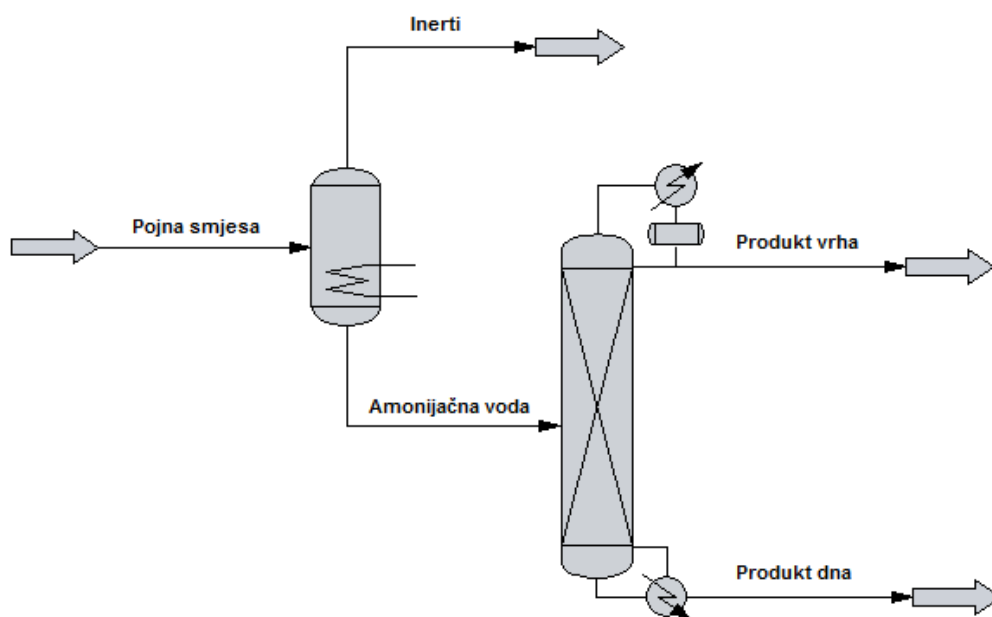 Inerti
Pojna smjesa
Produkt vrha
Amonijačna voda
Produkt dna